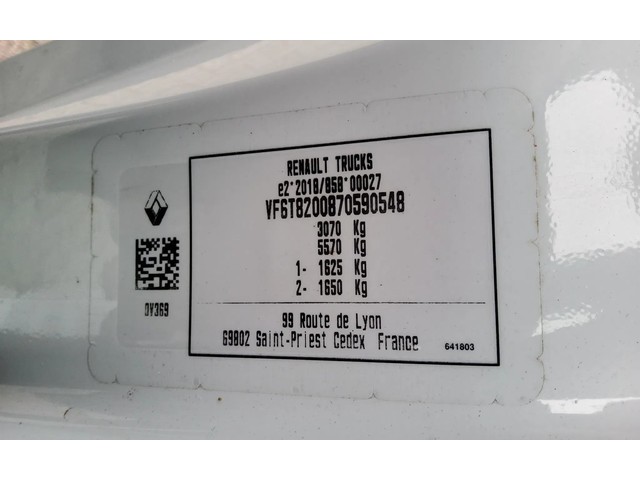 RENAULT TRUCKS
e2*2018/858*00027
VF6T8200870590548
3070 Kg
5570 Kg
1- 1625 Kg
2- 1650 Kg
99 Route de Lyon
69802 Saint-Priest Cedex France
641803
DV369